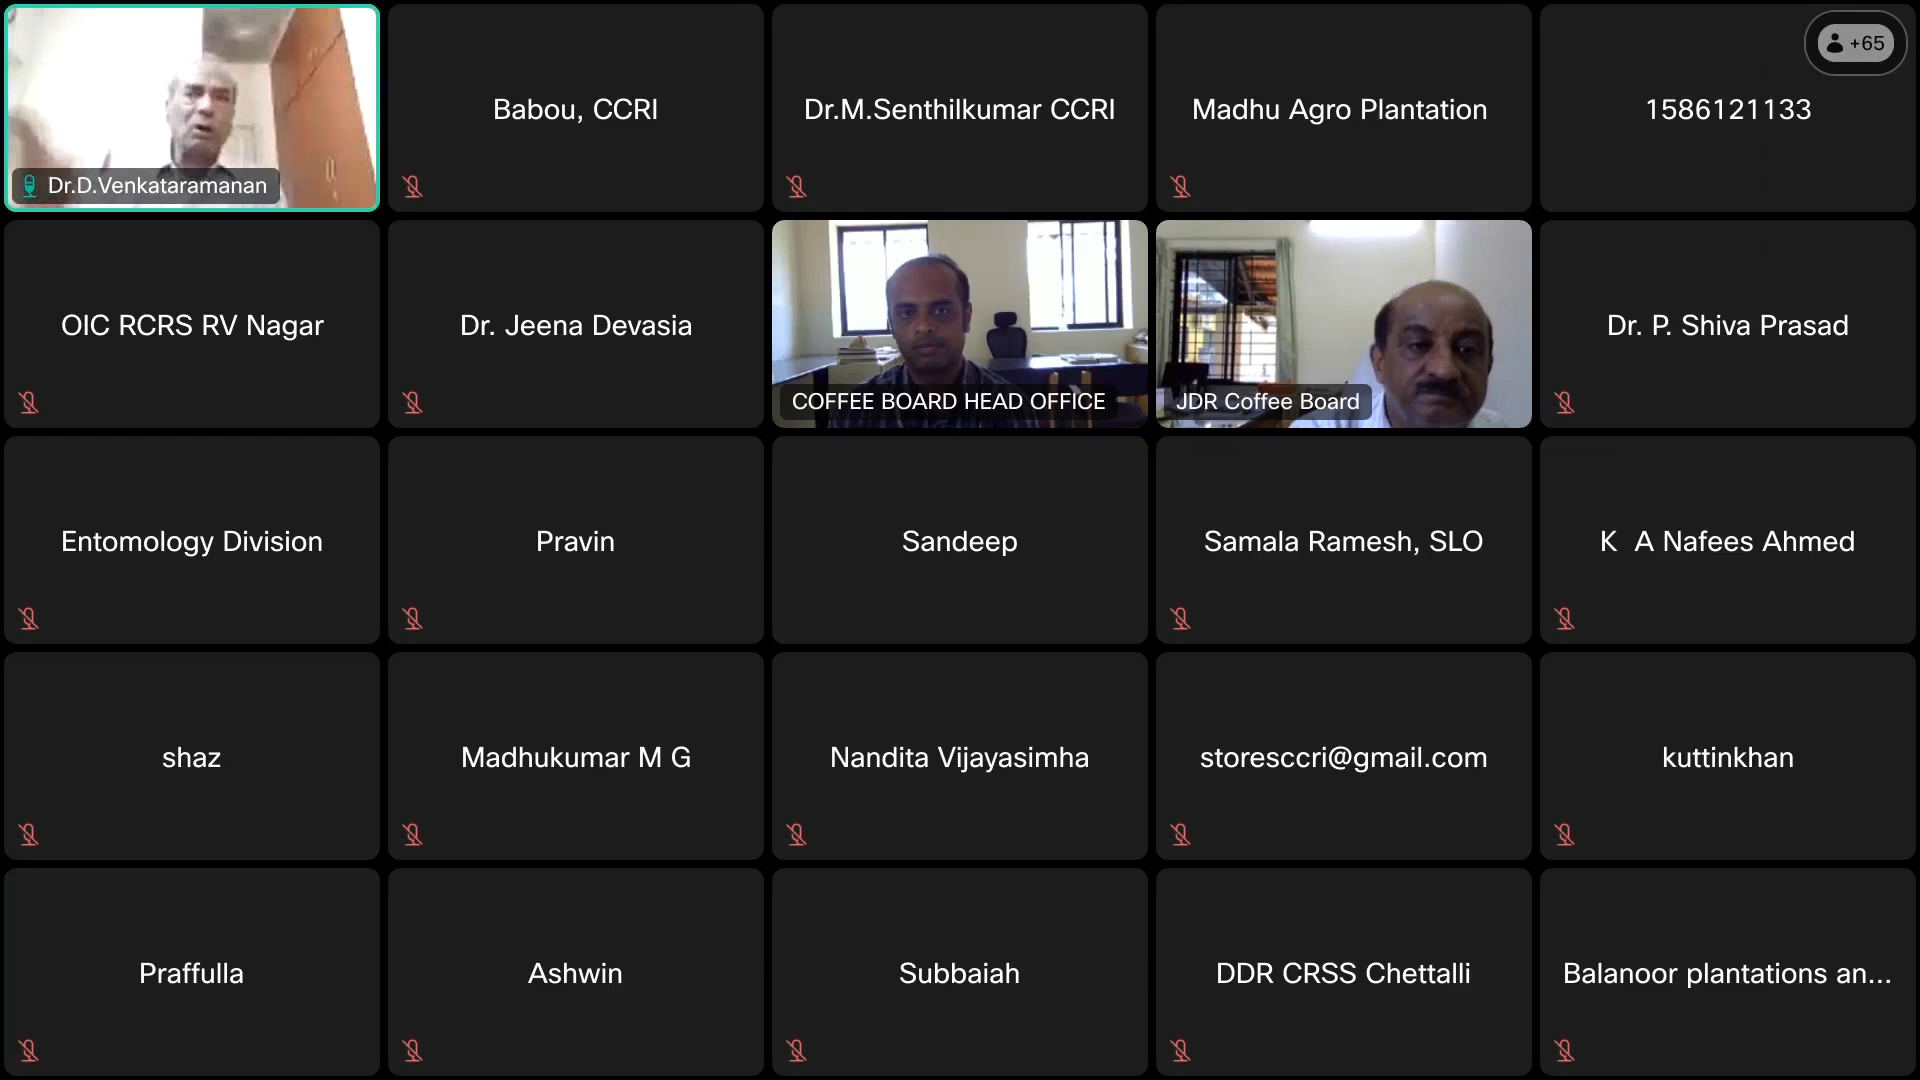 +65
Dr.D.Venkataramanan
Babou, CCRI
Dr.M.Senthilkumar CCRI
Madhu Agro Plantation
1586121133
OIC RCRS RV Nagar
Dr. Jeena Devasia
COFFEE BOARD HEAD OFFICE
JDR Coffee Board
Dr. P. Shiva Prasad
Entomology Division
Pravin
Sandeep
Samala Ramesh, SLO
K  A Nafees Ahmed
shaz
Madhukumar M G
Nandita Vijayasimha
storesccri@gmail.com
kuttinkhan
Praffulla
Ashwin
Subbaiah
DDR CRSS Chettalli
Balanoor plantations an...